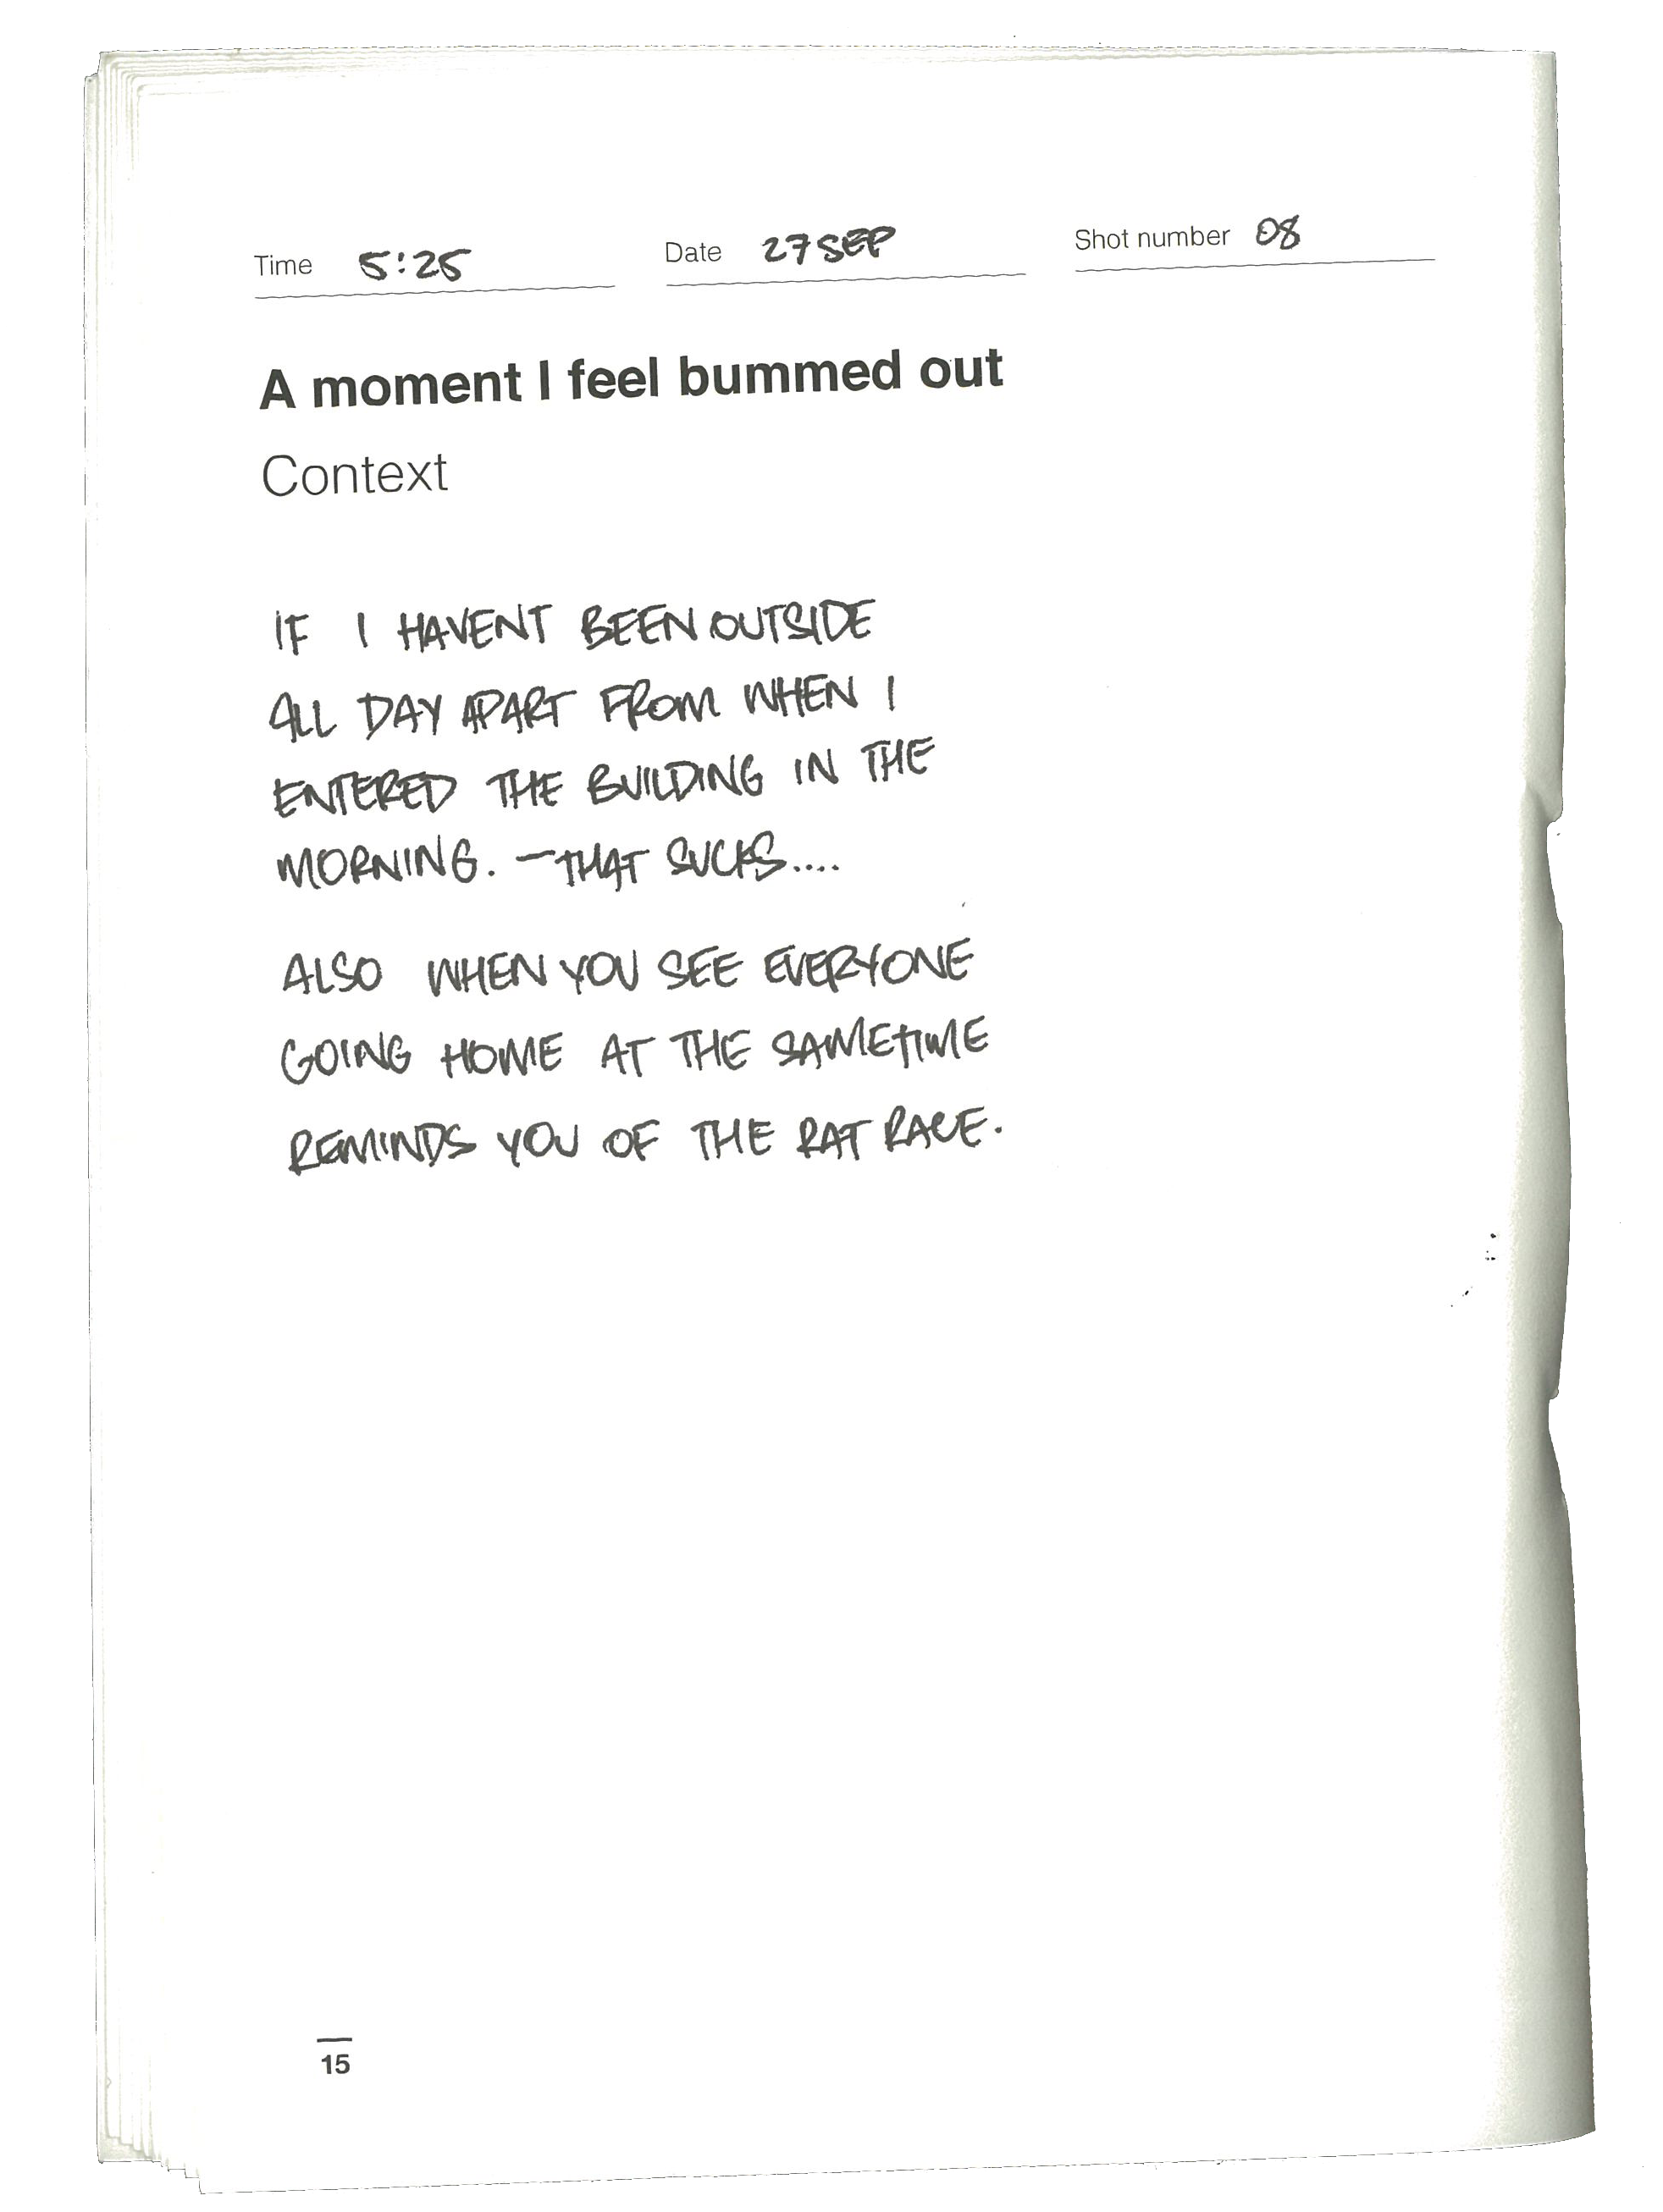 Time 5:25 Date 27 SEP Shot number 08
A moment I feel bummed out
Context
IF I HAVENT BEEN OUTSIDE
ALL DAY APART FROM WHEN I
ENTERED THE BUILDING IN THE
MORNING. - THAT SUCKS....
ALSO WHEN YOU SEE EVERYONE
GOING HOME AT THE SAMETIME
REMINDS YOU OF THE RAT RACE.
15